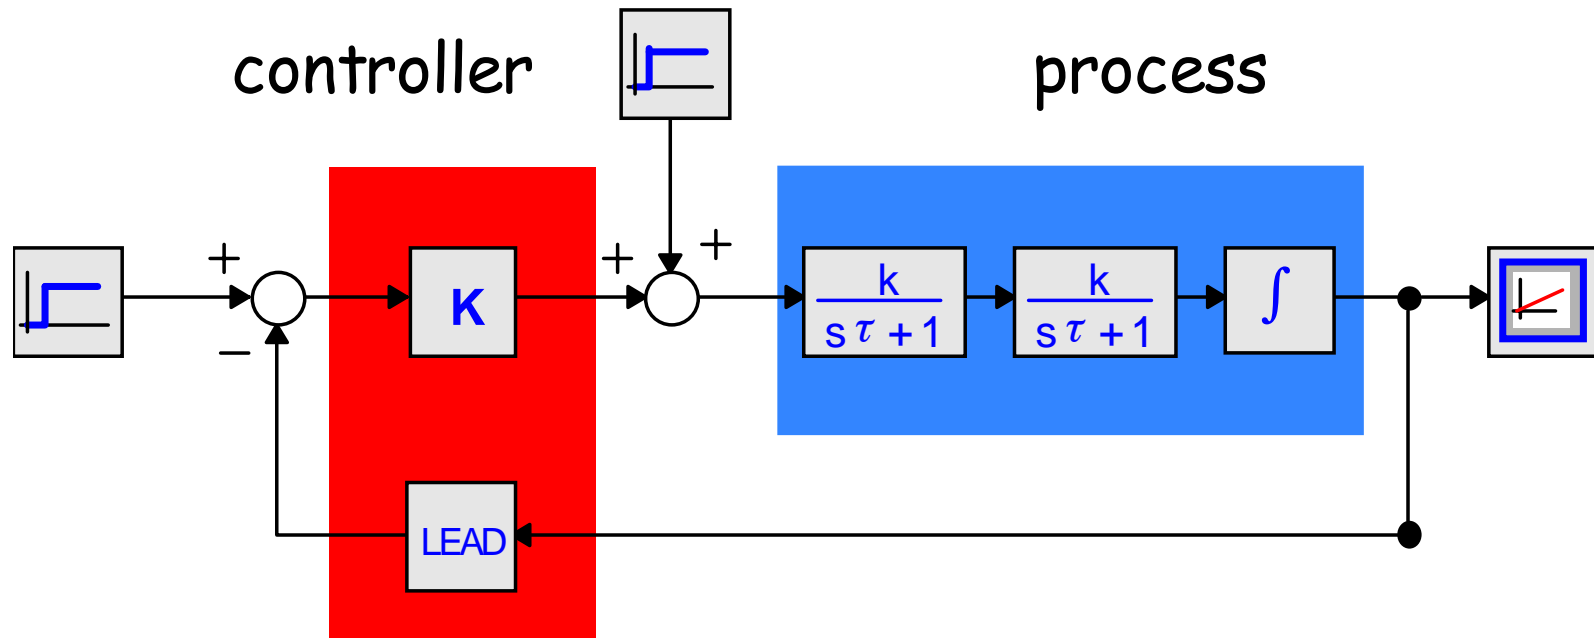 controller
process
+
+
+
−
K
k
sτ+1
k
sτ+1
∫
LEAD